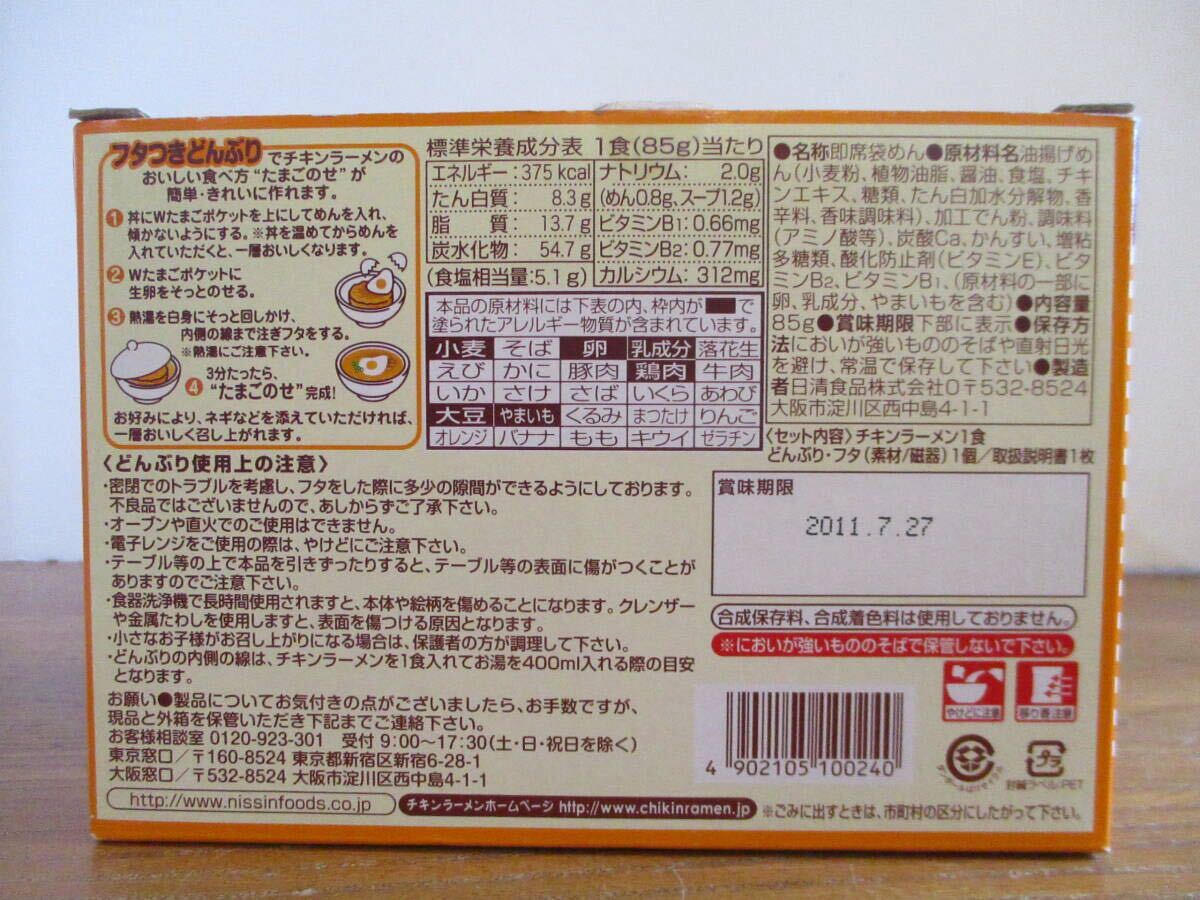 フタつきどんぶりでチキンラーメンの
おいしい食べ方 “たまごのせ”が
簡単・きれいに作れます。
1 丼にWたまごポケットを上にしてめんを入れ、
傾かないようにする。※丼を温めてからめんを
入れていただくと、一層おいしくなります。
2 Wたまごポケットに
生卵をそっとのせる。
3 熱湯を白身にそっと回しかけ、
内側の線まで注ぎフタをする。
※熱湯にご注意下さい。
4 3分たったら、
“たまごのせ”完成!
お好みにより、ネギなどを添えていただければ、
一層おいしく召し上がれます。
標準栄養成分表 1食(85g)当たり
エネルギー: 375 kcal
たん白質: 8.3 g
脂質: 13.7 g
炭水化物: 54.7 g
(食塩相当量:5.1g)
ナトリウム: 2.0g
(めん0.8g、スープ1.2g)
ビタミンB1: 0.66mg
ビタミンB2: 0.77mg
カルシウム: 312mg
本品の原材料には下表の内、枠内が■で
塗られたアレルギー物質が含まれています。
小麦 そば 卵 乳成分 落花生
えび かに 豚肉 鶏肉 牛肉
いか さけ さば いくら あわび
大豆 やまいも くるみ まつたけ りんご
オレンジ バナナ もも キウイ ゼラチン
●名称即席袋めん●原材料名油揚げめ
ん(小麦粉、植物油脂、醤油、食塩、チキ
ンエキス、糖類、たん白加水分解物、香
辛料、香味調味料)、加工でん粉、調味料
(アミノ酸等)、炭酸Ca、かんすい、増粘
多糖類、酸化防止剤(ビタミンE)、ビタ
ミンB2、ビタミンB1、(原材料の一部に
卵、乳成分、やまいもを含む)●内容量
85g●賞味期限下部に表示●保存方
法においが強いもののそばや直射日光
を避け、常温で保存して下さい●製造
者日清食品株式会社O〒532-8524
大阪市淀川区西中島4-1-1
〈セット内容〉チキンラーメン1食
どんぶり・フタ(素材/磁器)1個/取扱説明書1枚
〈どんぶり使用上の注意〉
・密閉でのトラブルを考慮し、フタをした際に多少の隙間ができるようにしております。
不良品ではございませんので、あしからずご了承下さい。
・オーブンや直火でのご使用はできません。
・電子レンジをご使用の際は、やけどにご注意下さい。
・テーブル等の上で本品を引きずったりすると、テーブル等の表面に傷がつくことが
ありますのでご注意下さい。
・食器洗浄機で長時間使用されますと、本体や絵柄を傷めることになります。クレンザー
や金属たわしを使用しますと、表面を傷つける原因となります。
・小さなお子様がお召し上がりになる場合は、保護者の方が調理して下さい。
・どんぶりの内側の線は、チキンラーメンを1食入れてお湯を400ml入れる際の目安
となります。
お願い●製品についてお気付きの点がございましたら、お手数ですが、
現品と外箱を保管いただき下記までご連絡下さい。
お客様相談室 0120-923-301 受付 9:00〜17:30(土・日・祝日を除く)
東京窓口/〒160-8524 東京都新宿区新宿6-28-1
大阪窓口/〒532-8524 大阪市淀川区西中島4-1-1
http://www.nissinfoods.co.jp
チキンラーメンホームページ http://www.chikinramen.jp
賞味期限
2011.7.27
合成保存料、合成着色料は使用しておりません。
※においが強いもののそばで保管しないで下さい。
やけどに注意
移り香注意
4 902105 100240
プラ
外装ラベル:PET
※ごみに出すときは、市町村の区分にしたがって下さい。